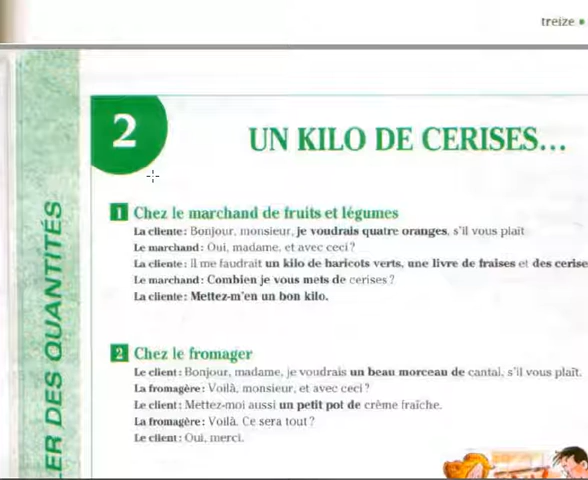 treize •
2
UN KILO DE CERISES...
LER DES QUANTITÉS
1 Chez le marchand de fruits et légumes
La cliente : Bonjour, monsieur, je voudrais quatre oranges, s'il vous plaît
Le marchand : Oui, madame, et avec ceci ?
La cliente : Il me faudrait un kilo de haricots verts, une livre de fraises et des cerise
Le marchand : Combien je vous mets de cerises ?
La cliente : Mettez-m'en un bon kilo.
2 Chez le fromager
Le client : Bonjour, madame, je voudrais un beau morceau de cantal, s'il vous plaît.
La fromagère : Voilà, monsieur, et avec ceci ?
Le client : Mettez-moi aussi un petit pot de crème fraîche.
La fromagère : Voilà. Ce sera tout ?
Le client : Oui, merci.